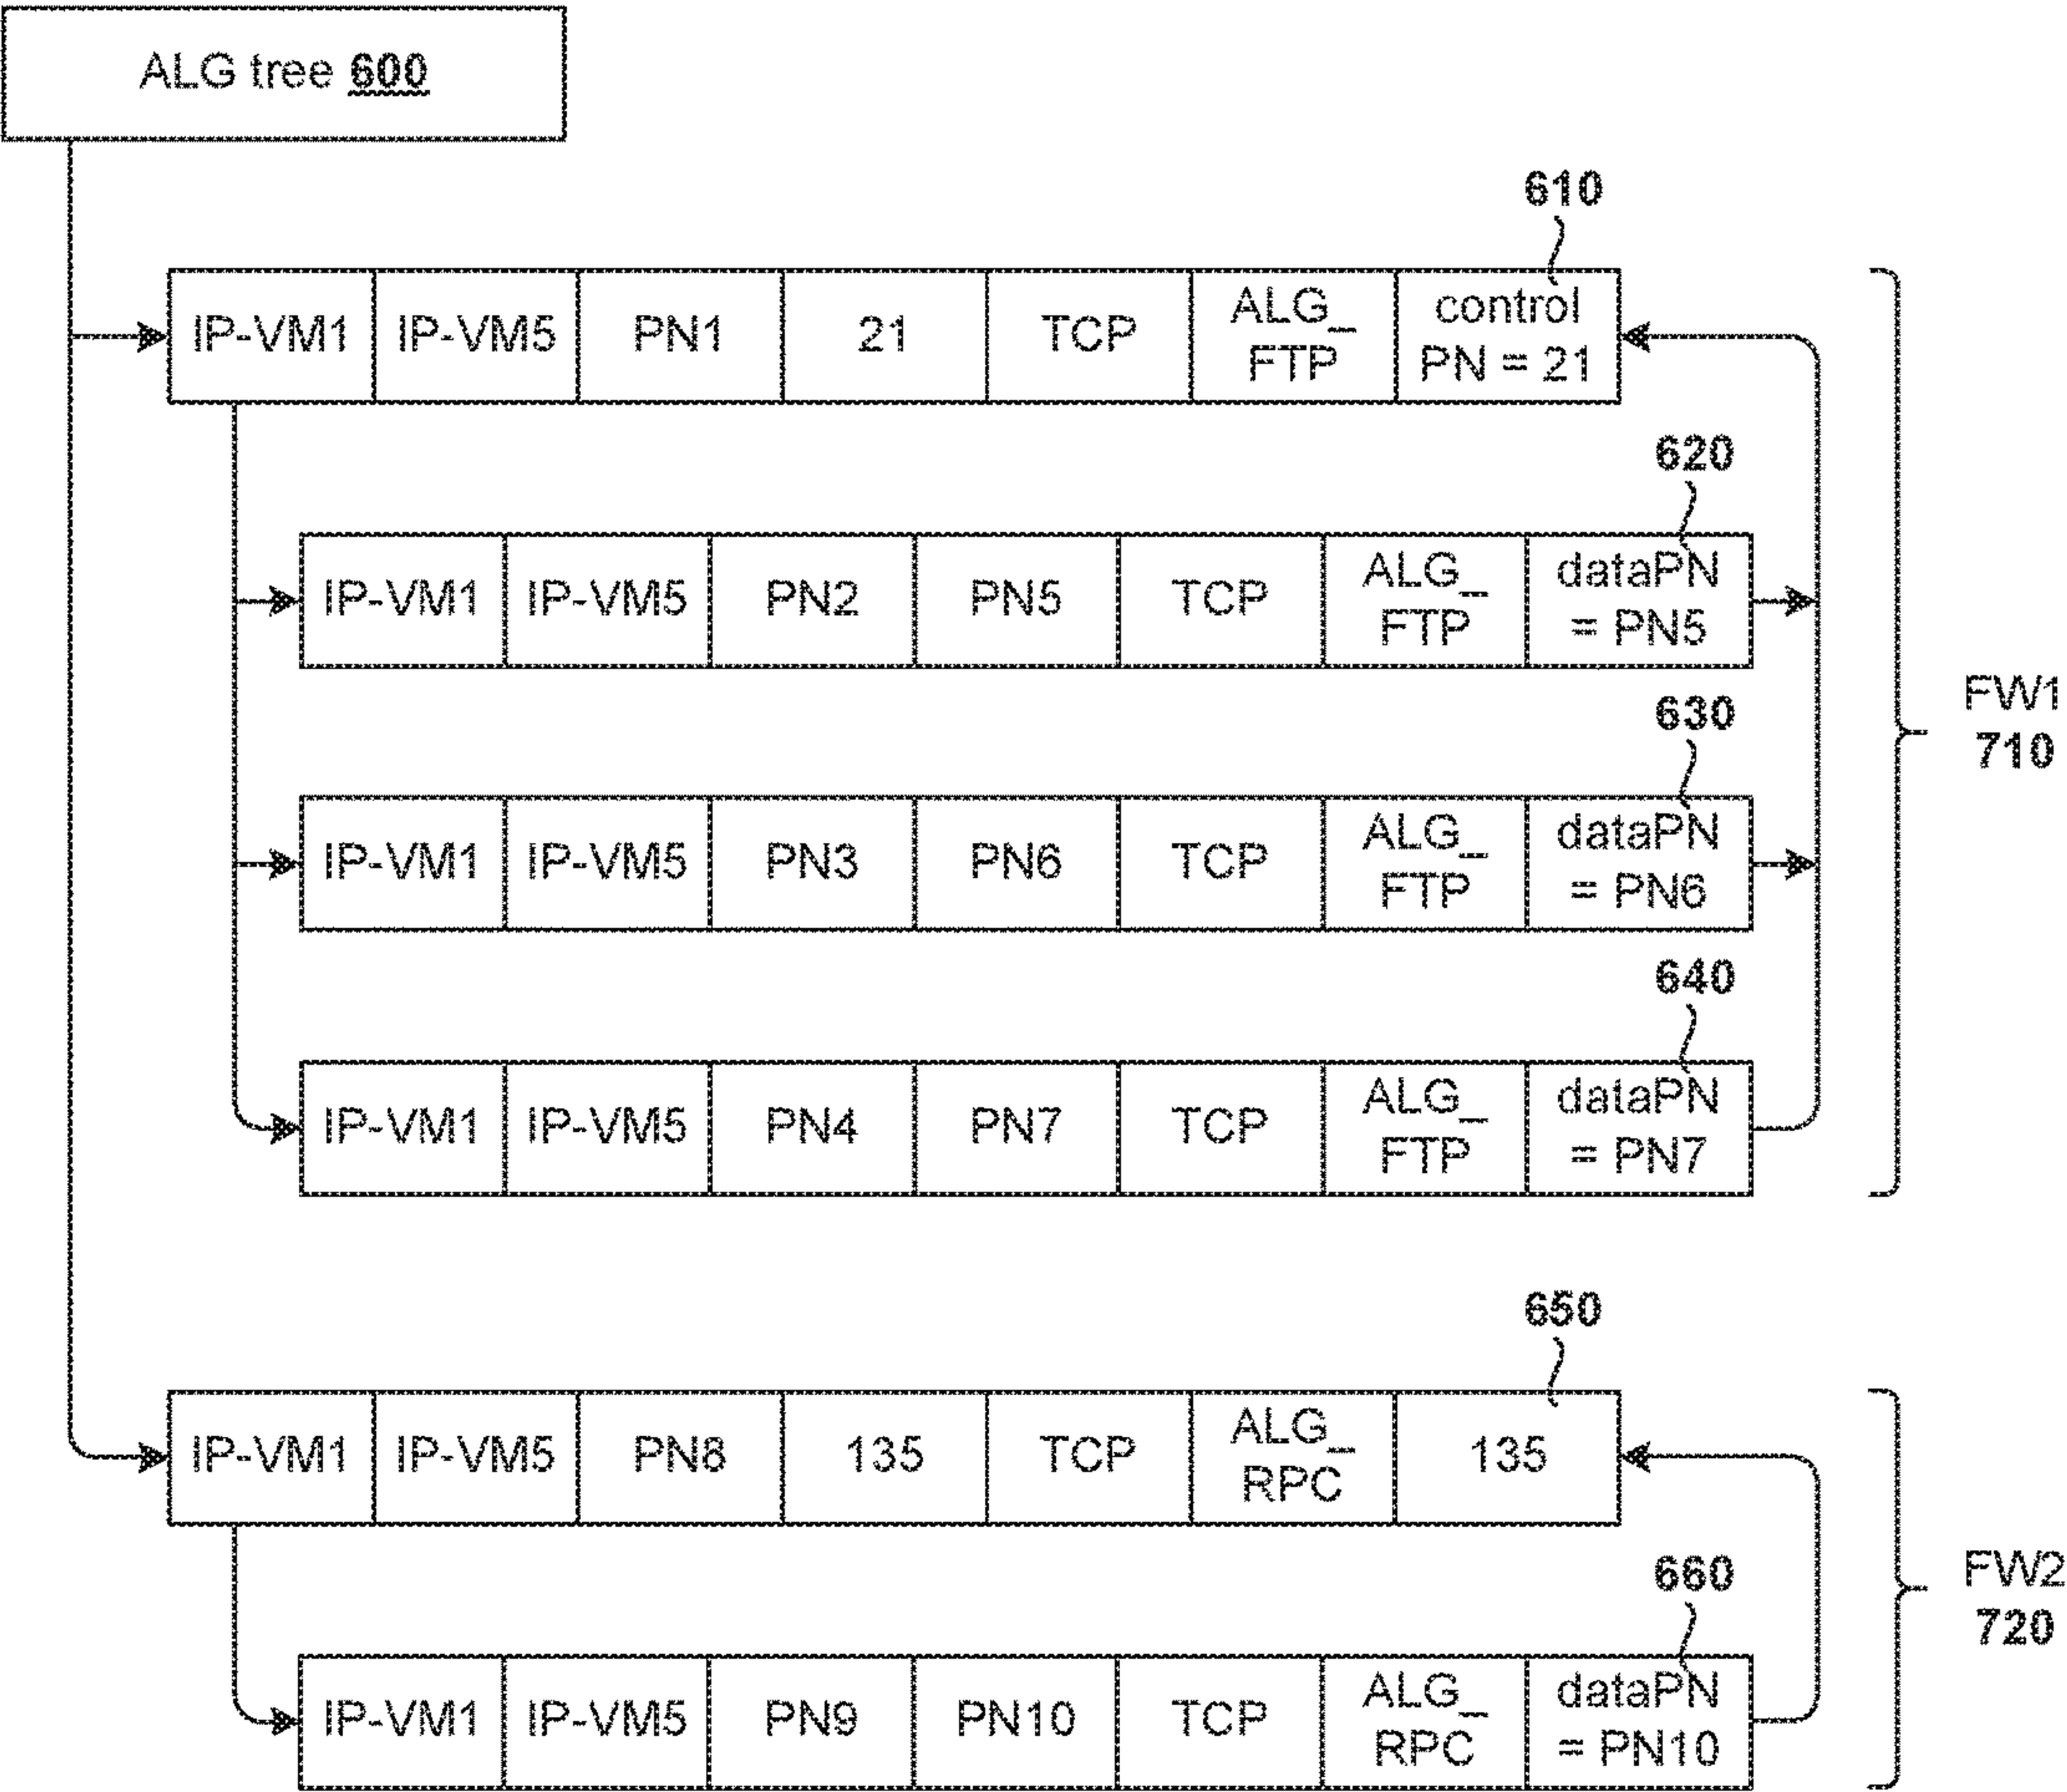 ALG tree 600
610
IP-VM1 IP-VM5 PN1 21 TCP ALG_ FTP control PN = 21
620
IP-VM1 IP-VM5 PN2 PN5 TCP ALG_ FTP dataPN = PN5
630
IP-VM1 IP-VM5 PN3 PN6 TCP ALG_ FTP dataPN = PN6
640
IP-VM1 IP-VM5 PN4 PN7 TCP ALG_ FTP dataPN = PN7
FW1
710
650
IP-VM1 IP-VM5 PN8 135 TCP ALG_ RPC 135
660
IP-VM1 IP-VM5 PN9 PN10 TCP ALG_ RPC dataPN = PN10
FW2
720